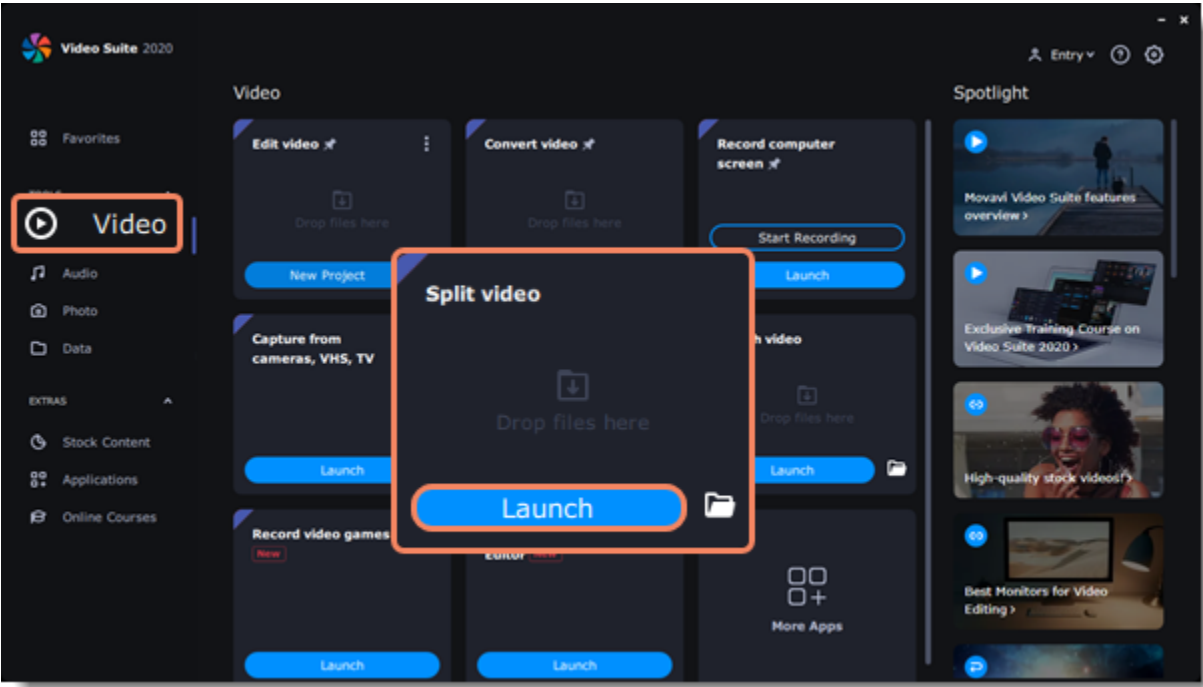 Video Suite 2020
Entry
Favorites
Video
Audio
Photo
Data
EXTRAS
Stock Content
Applications
Online Courses
Video
Edit video
Drop files here
New Project
Convert video
Drop files here
Record computer
screen
Start Recording
Launch
Capture from
cameras, VHS, TV
Launch
Split video
Drop files here
Launch
h video
Drop files here
Launch
Record video games
New
Launch
Editor New
Launch
More Apps
Spotlight
Movavi Video Suite features
overview >
Exclusive Training Course on
Video Suite 2020 >
High-quality stock videos! >
Best Monitors for Video
Editing >